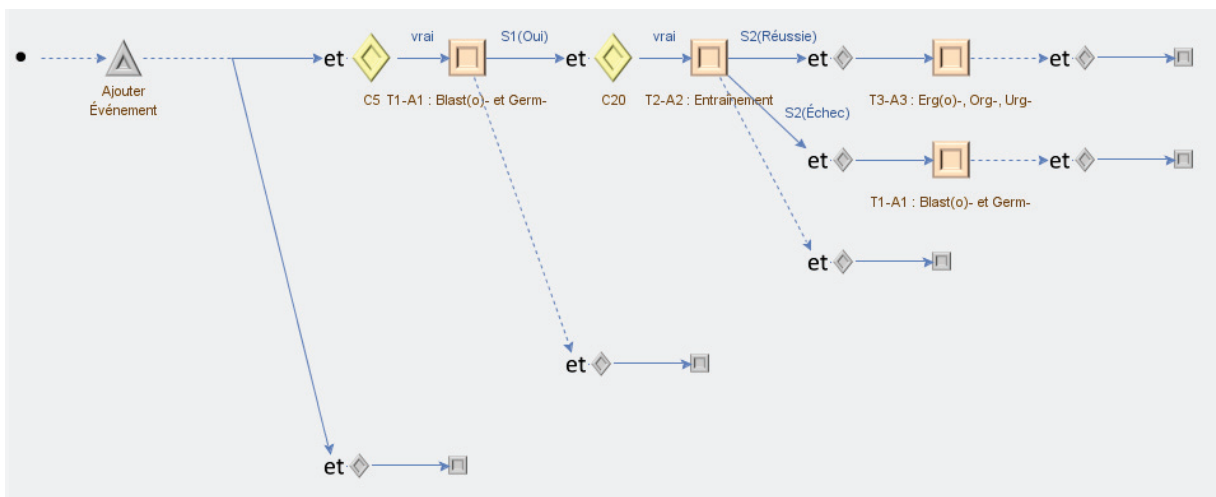 vrai
S1(Oui)
vrai
S2(Réussie)
et
et
et
et
Ajouter
Événement
C5
T1-A1 : Blast(o)- et Germ-
C20
T2-A2 : Entrainement
T3-A3 : Erg(o)-, Org-, Urg-
S2(Échec)
et
et
T1-A1 : Blast(o)- et Germ-
et
et
et